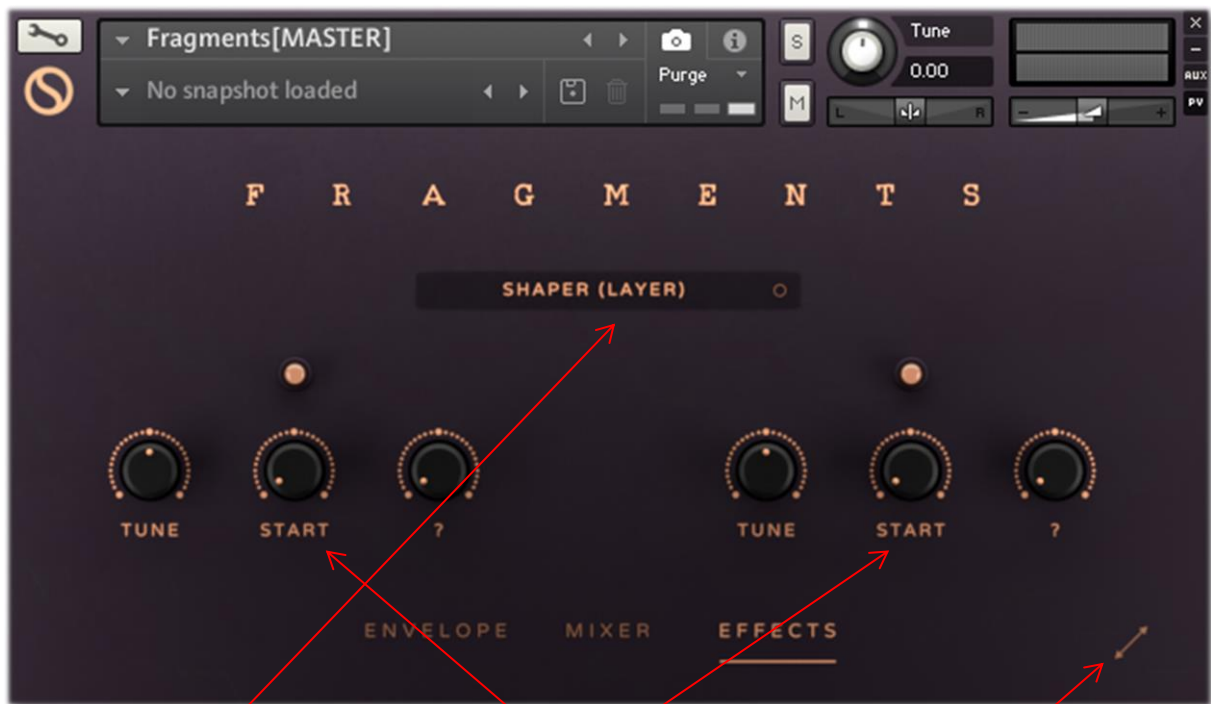 Fragments[MASTER]
S
Tune
×
−
No snapshot loaded
Purge
0.00
AUX
M
L
R
−
+
PV
F R A G M E N T S
SHAPER (LAYER)
TUNE START ? TUNE START ?
ENVELOPE MIXER EFFECTS